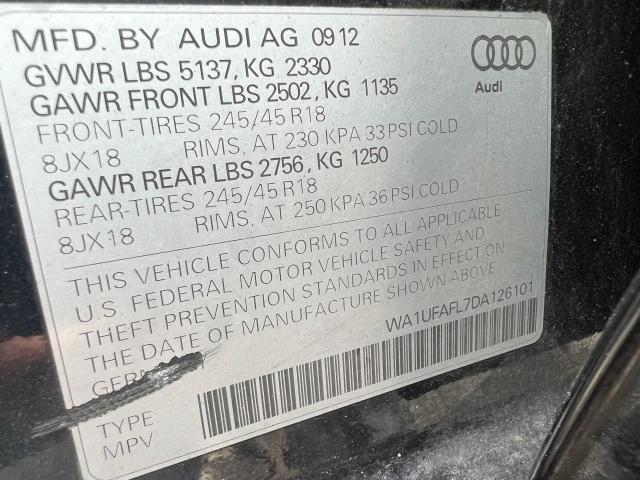 MFD. BY AUDI AG 09 12
Audi
GVWR LBS 5137, KG 2330
GAWR FRONT LBS 2502, KG 1135
FRONT-TIRES 245/45 R18
8JX18 RIMS, AT 230 KPA 33 PSI COLD
GAWR REAR LBS 2756, KG 1250
REAR-TIRES 245/45 R18
8JX18 RIMS, AT 250 KPA 36 PSI COLD
THIS VEHICLE CONFORMS TO ALL APPLICABLE
U.S. FEDERAL MOTOR VEHICLE SAFETY AND
THEFT PREVENTION STANDARDS IN EFFECT ON
THE DATE OF MANUFACTURE SHOWN ABOVE.
WA1UFAFL7DA126101
TYPE
MPV